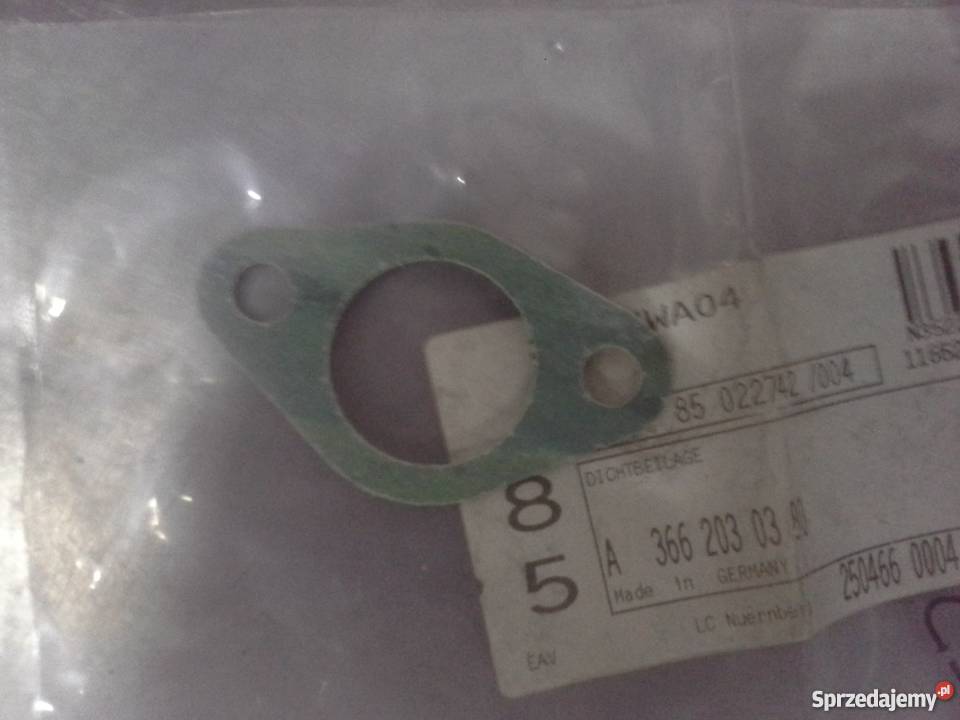 WA04
85 022742 /004
8
5
DICHTBEILAGE
A 366 203 03 80
Made in GERMANY
250466 0004
LC Nuernberg
EAV
Sprzedajemy.pl